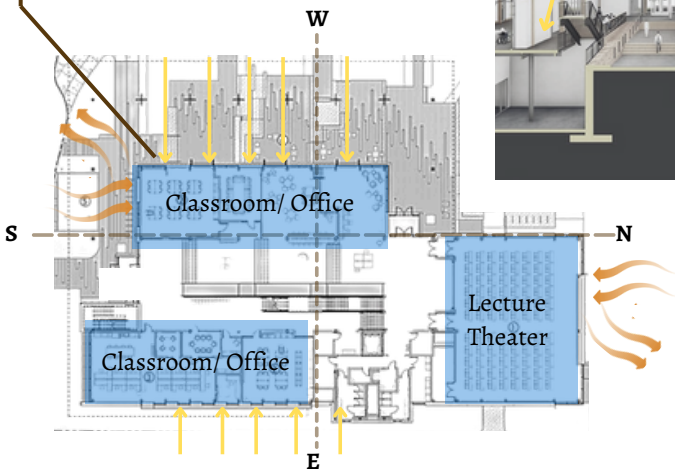 W
Classroom/ Office
S
N
Lecture
Theater
Classroom/ Office
E